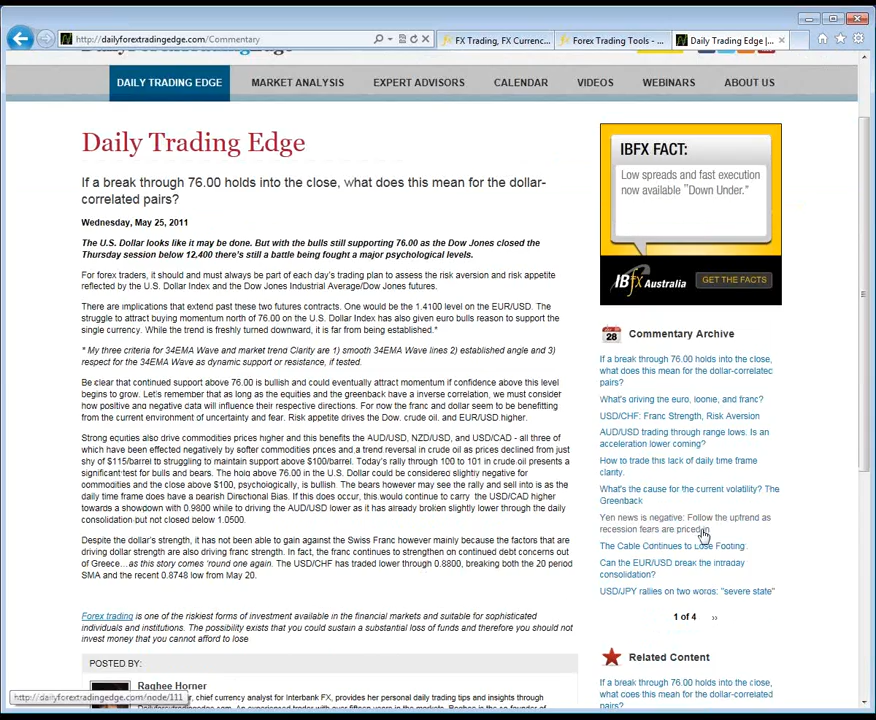 http://dailyforextradingedge.com/Commentary
FX Trading, FX Currenc...
Forex Trading Tools - ...
Daily Trading Edge |...
DAILY TRADING EDGE
MARKET ANALYSIS
EXPERT ADVISORS
CALENDAR
VIDEOS
WEBINARS
ABOUT US
Daily Trading Edge
If a break through 76.00 holds into the close, what does this mean for the dollar-
correlated pairs?
Wednesday, May 25, 2011
The U.S. Dollar looks like it may be done. But with the bulls still supporting 76.00 as the Dow Jones closed the
Thursday session below 12,400 there's still a battle being fought a major psychological levels.
For forex traders, it should and must always be part of each day's trading plan to assess the risk aversion and risk appetite
reflected by the U.S. Dollar Index and the Dow Jones Industrial Average/Dow Jones futures.
There are implications that extend past these two futures contracts. One would be the 1.4100 level on the EUR/USD. The
struggle to attract buying momentum north of 76.00 on the U.S. Dollar Index has also given euro bulls reason to support the
single currency. While the trend is freshly turned downward, it is far from being established.*
* My three criteria for 34EMA Wave and market trend Clarity are 1) smooth 34EMA Wave lines 2) established angle and 3)
respect for the 34EMA Wave as dynamic support or resistance, if tested.
Be clear that continued support above 76.00 is bullish and could eventually attract momentum if confidence above this level
begins to grow. Let's remember that as long as the equities and the greenback have a inverse correlation, we must consider
how positive and negative data will influence their respective directions. For now the franc and dollar seem to be benefitting
from the current environment of uncertainty and fear. Risk appetite drives the Dow. crude oil, and EUR/USD higher.
Strong equities also drive commodities prices higher and this benefits the AUD/USD, NZD/USD, and USD/CAD - all three of
which have been effected negatively by softer commodities prices and a trend reversal in crude oil as prices declined from just
shy of $115/barrel to struggling to maintain support above $100/barrel. Today's rally through 100 to 101 in crude oil presents a
significant test for bulls and bears. The hold above 76.00 in the U.S. Dollar could be considered slightly negative for
commodities and the close above $100, psychologically, is bullish. The bears however may see the rally and sell into is as the
daily time frame does have a bearish Directional Bias. If this does occur, this would continue to carry the USD/CAD higher
towards a showdown with 0.9800 while to driving the AUD/USD lower as it has already broken slightly lower through the daily
consolidation but not closed below 1.0500.
Despite the dollar's strength, it has not been able to gain against the Swiss Franc however mainly because the factors that are
driving dollar strength are also driving franc strength. In fact, the franc continues to strengthen on continued debt concerns out
of Greece...as this story comes 'round one again. The USD/CHF has traded lower through 0.8800, breaking both the 20 period
SMA and the recent 0.8748 low from May 20.
Forex trading is one of the riskiest forms of investment available in the financial markets and suitable for sophisticated
individuals and institutions. The possibility exists that you could sustain a substantial loss of funds and therefore you should not
invest money that you cannot afford to lose
POSTED BY:
Raghee Horner
, chief currency analyst for Interbank FX, provides her personal daily trading tips and insights through
http://dailyforextradingedge.com/node/111
IBFX FACT:
Low spreads and fast execution
now available "Down Under."
IBfx Australia
GET THE FACTS
28
Commentary Archive
If a break through 76.00 holds into the close,
what does this mean for the dollar-correlated
pairs?
What's driving the euro, loonie, and franc?
USD/CHF: Franc Strength, Risk Aversion
AUD/USD trading through range lows. Is an
acceleration lower coming?
How to trade this lack of daily time frame
clarity.
What's the cause for the current volatility? The
Greenback
Yen news is negative: Follow the uptrend as
recession fears are priced in
The Cable Continues to Lose Footing
Can the EUR/USD break the intraday
consolidation?
USD/JPY rallies on two words: "severe state"
1 of 4 ››
Related Content
If a break through 76.00 holds into the close,
what does this mean for the dollar-correlated